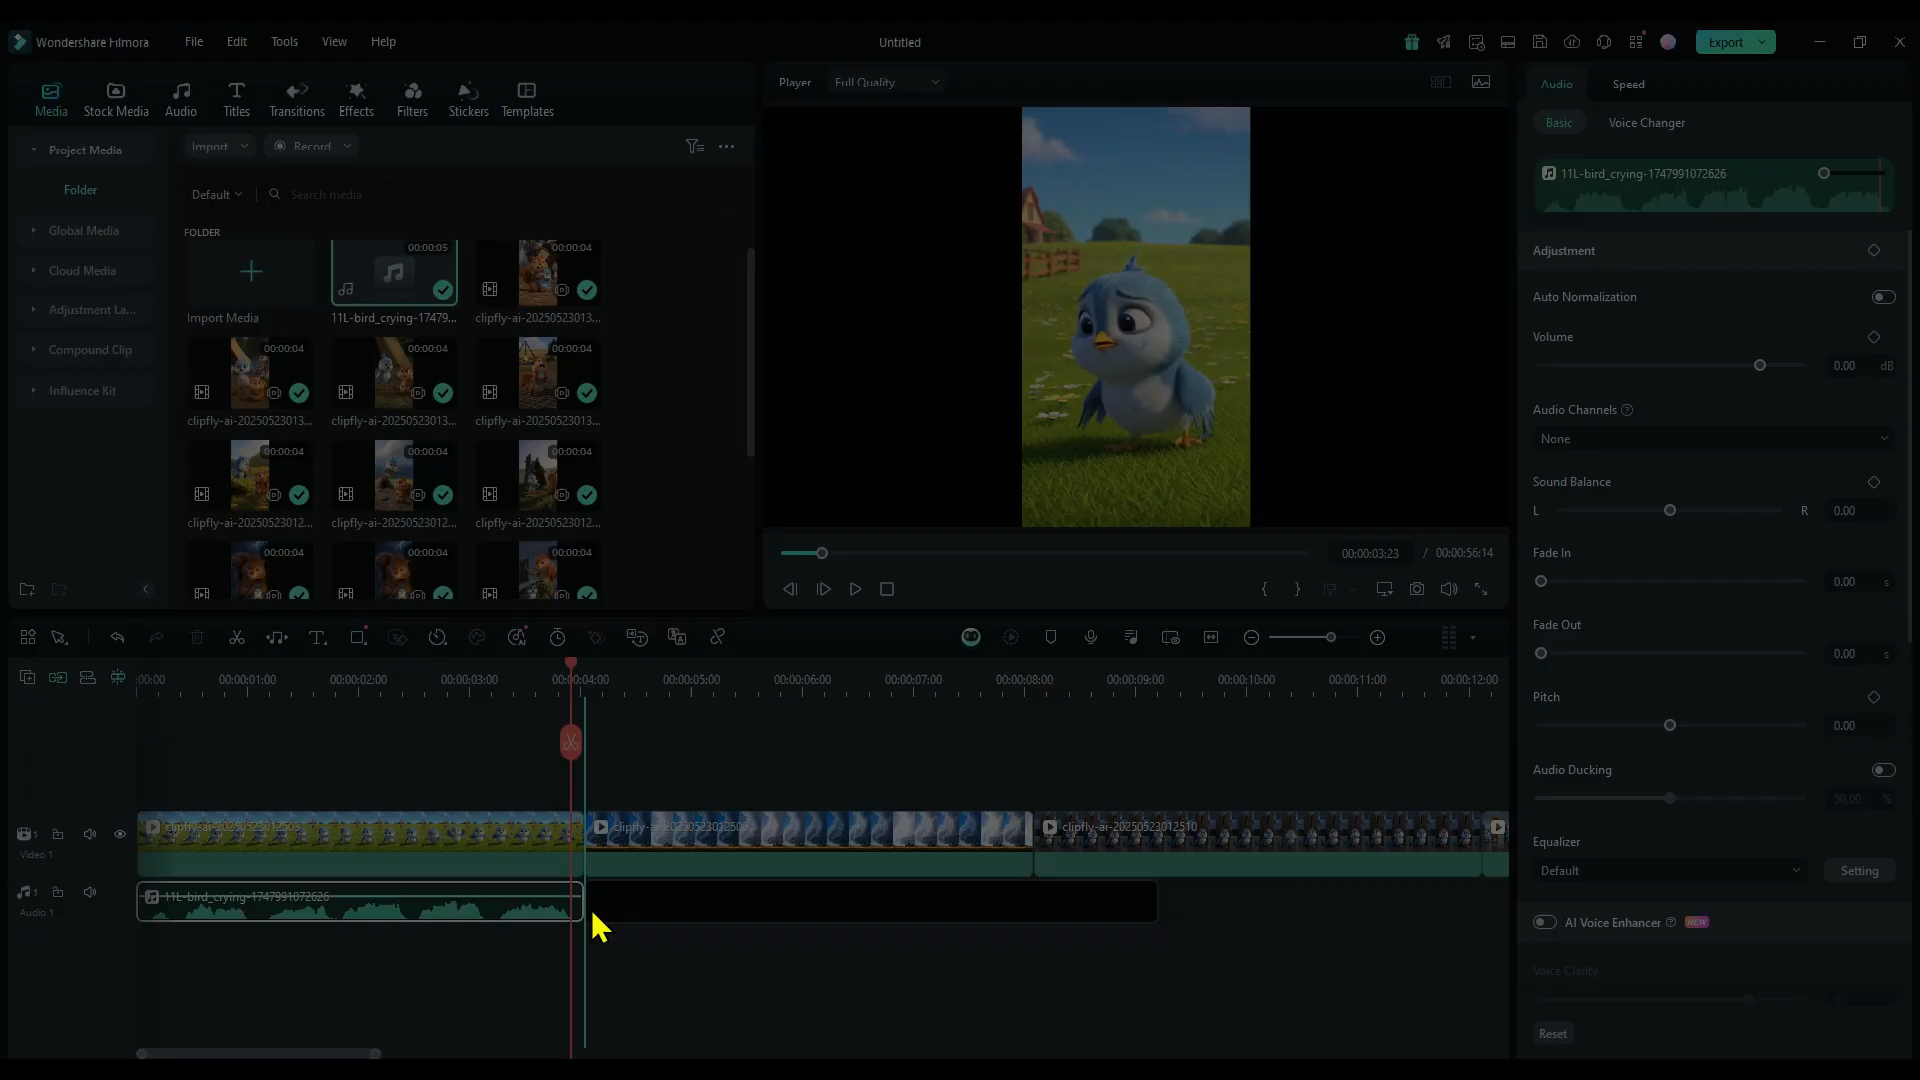 Wondershare Filmora File Edit Tools View Help Untitled Export
Media Stock Media Audio Titles Transitions Effects Filters Stickers Templates
Project Media
Folder
Global Media
Cloud Media
Adjustment La...
Compound Clip
Influence Kit
Import Record
Default Search media
FOLDER
00:00:05 00:00:04
Import Media 11L-bird_crying-17479... clipfly-ai-20250523013...
00:00:04 00:00:04 00:00:04
clipfly-ai-20250523013... clipfly-ai-20250523013... clipfly-ai-20250523013...
00:00:04 00:00:04 00:00:04
clipfly-ai-20250523012... clipfly-ai-20250523012... clipfly-ai-20250523012...
00:00:04 00:00:04 00:00:04
Player Full Quality
00:00:03:23 / 00:00:56:14
Audio Speed
Basic Voice Changer
11L-bird_crying-1747991072626
Adjustment
Auto Normalization
Volume
0.00 dB
Audio Channels
None
Sound Balance
L R 0.00
Fade In
0.00 s
Fade Out
0.00 s
Pitch
0.00
Audio Ducking
50.00 %
Equalizer
Default Setting
AI Voice Enhancer NEW
Voice Clarity
Reset
:00:00 00:00:01:00 00:00:02:00 00:00:03:00 00:00:04:00 00:00:05:00 00:00:06:00 00:00:07:00 00:00:08:00 00:00:09:00 00:00:10:00 00:00:11:00 00:00:12:00
1 clipfly-ai-20250523012503 clipfly-ai-20250523012506 clipfly-ai-20250523012510
Video 1
1 11L-bird_crying-1747991072626
Audio 1